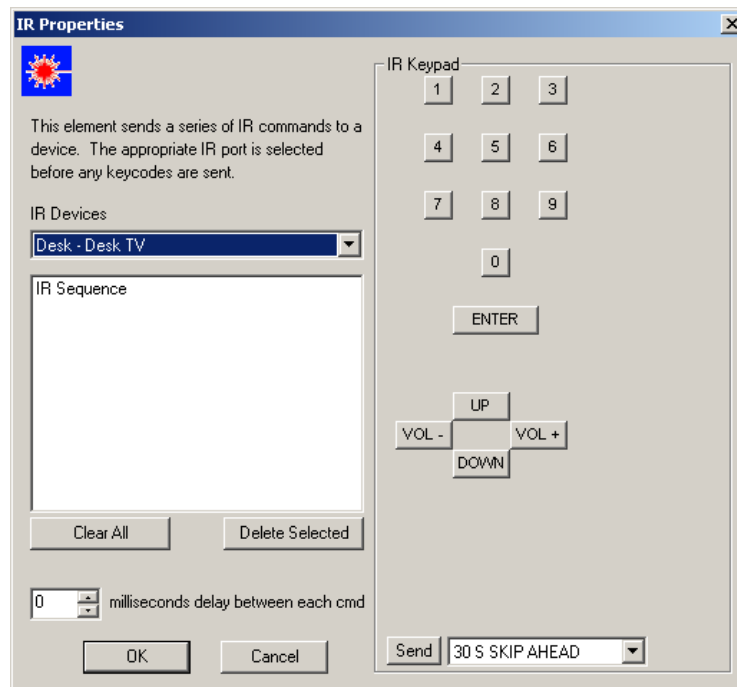 IR Properties
This element sends a series of IR commands to a
device. The appropriate IR port is selected
before any keycodes are sent.
IR Devices
Desk - Desk TV
IR Sequence
Clear All
Delete Selected
0
milliseconds delay between each cmd
OK
Cancel
IR Keypad
1 2 3
4 5 6
7 8 9
0
ENTER
UP
VOL - VOL +
DOWN
Send
30 S SKIP AHEAD